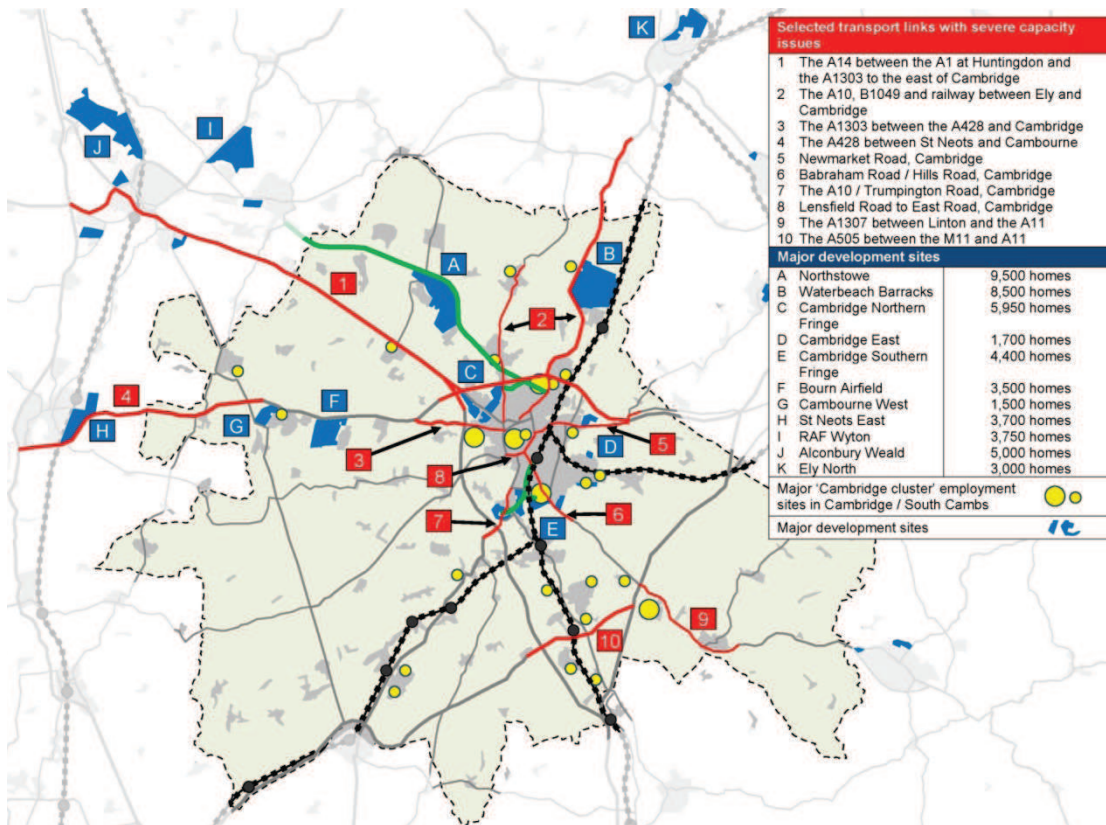 K
I
J
A
B
1
2
C
4
F
G
H
D
5
3
8
7
E
6
9
10
Selected transport links with severe capacity
issues
1 The A14 between the A1 at Huntingdon and
the A1303 to the east of Cambridge
2 The A10, B1049 and railway between Ely and
Cambridge
3 The A1303 between the A428 and Cambridge
4 The A428 between St Neots and Cambourne
5 Newmarket Road, Cambridge
6 Babraham Road / Hills Road, Cambridge
7 The A10 / Trumpington Road, Cambridge
8 Lensfield Road to East Road, Cambridge
9 The A1307 between Linton and the A11
10 The A505 between the M11 and A11
Major development sites
A Northstowe 9,500 homes
B Waterbeach Barracks 8,500 homes
C Cambridge Northern 5,950 homes
Fringe
D Cambridge East 1,700 homes
E Cambridge Southern 4,400 homes
Fringe
F Bourn Airfield 3,500 homes
G Cambourne West 1,500 homes
H St Neots East 3,700 homes
I RAF Wyton 3,750 homes
J Alconbury Weald 5,000 homes
K Ely North 3,000 homes
Major 'Cambridge cluster' employment
sites in Cambridge / South Cambs
Major development sites